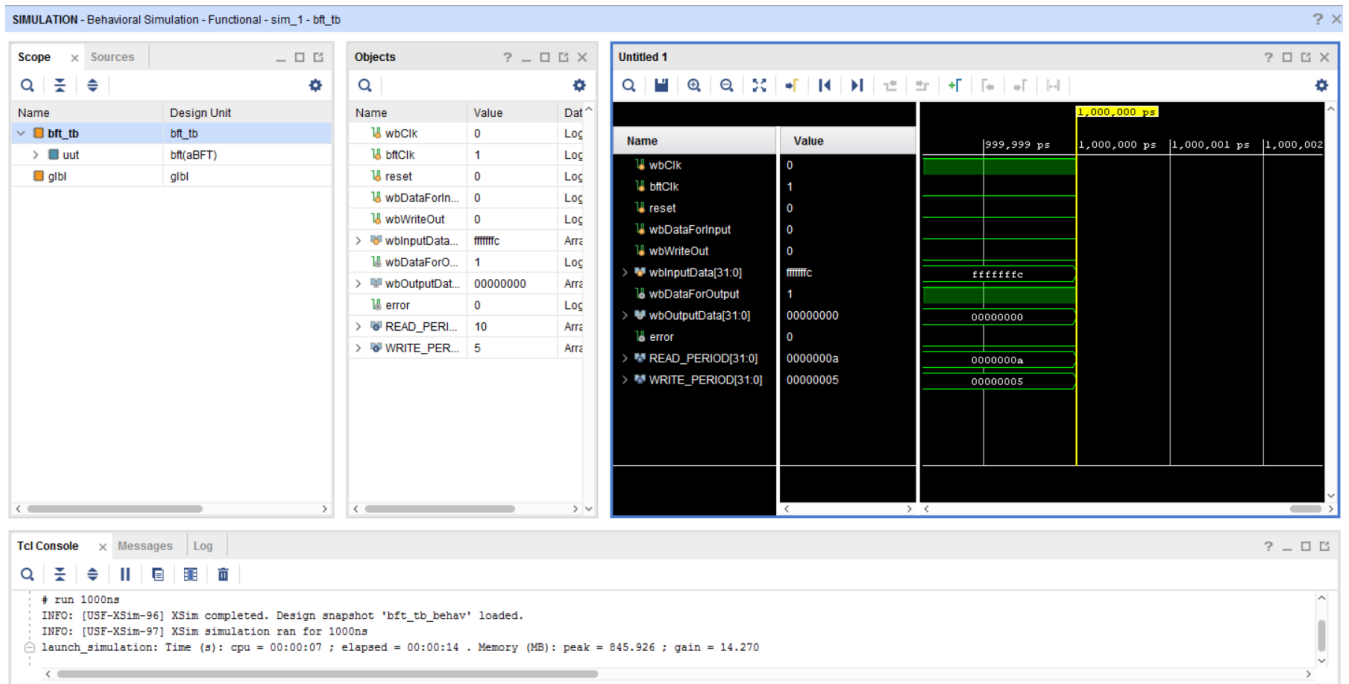 SIMULATION - Behavioral Simulation - Functional - sim_1 - bft_tb
Scope Sources
Name Design Unit
bft_tb bft_tb
uut bft(aBFT)
glbl glbl
Objects
Name Value Dat
wbClk 0 Log
bftClk 1 Log
reset 0 Log
wbDataForIn... 0 Log
wbWriteOut 0 Log
wbInputData... fffffffc Arra
wbDataForO... 1 Log
wbOutputDat... 00000000 Arra
error 0 Log
READ_PERI... 10 Arra
WRITE_PER... 5 Arra
Untitled 1
1,000,000 ps
Name Value 999,999 ps 1,000,000 ps 1,000,001 ps 1,000,002
wbClk 0
bftClk 1
reset 0
wbDataForInput 0
wbWriteOut 0
wbInputData[31:0] fffffffc fffffffc
wbDataForOutput 1
wbOutputData[31:0] 00000000 00000000
error 0
READ_PERIOD[31:0] 0000000a 0000000a
WRITE_PERIOD[31:0] 00000005 00000005
Tcl Console Messages Log
# run 1000ns
INFO: [USF-XSim-96] XSim completed. Design snapshot 'bft_tb_behav' loaded.
INFO: [USF-XSim-97] XSim simulation ran for 1000ns
launch_simulation: Time (s): cpu = 00:00:07 ; elapsed = 00:00:14 . Memory (MB): peak = 845.926 ; gain = 14.270